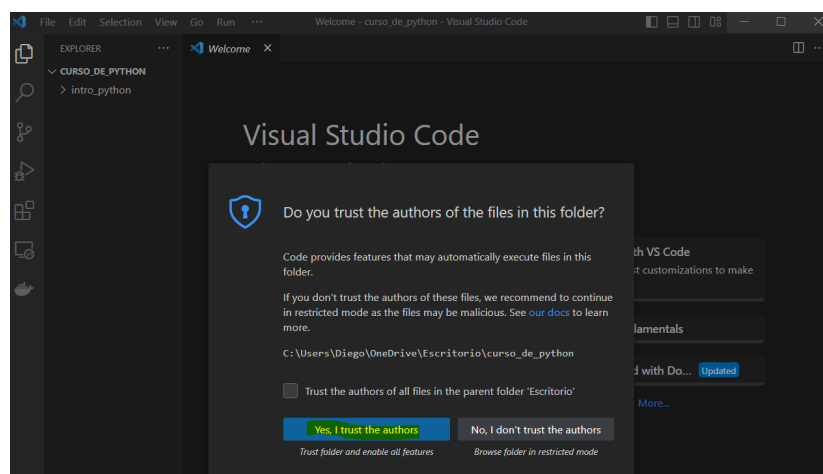 File Edit Selection View Go Run ··· Welcome - curso_de_python - Visual Studio Code
EXPLORER ···
Welcome
CURSO_DE_PYTHON
intro_python
Visual Studio Code
Do you trust the authors of the files in this folder?
Code provides features that may automatically execute files in this
folder.
If you don't trust the authors of these files, we recommend to continue
in restricted mode as the files may be malicious. See our docs to learn
more.
C:\Users\Diego\OneDrive\Escritorio\curso_de_python
Trust the authors of all files in the parent folder 'Escritorio'
Yes, I trust the authors
No, I don't trust the authors
Trust folder and enable all features
Browse folder in restricted mode
VS Code
customizations to make
with Do... Updated
More...